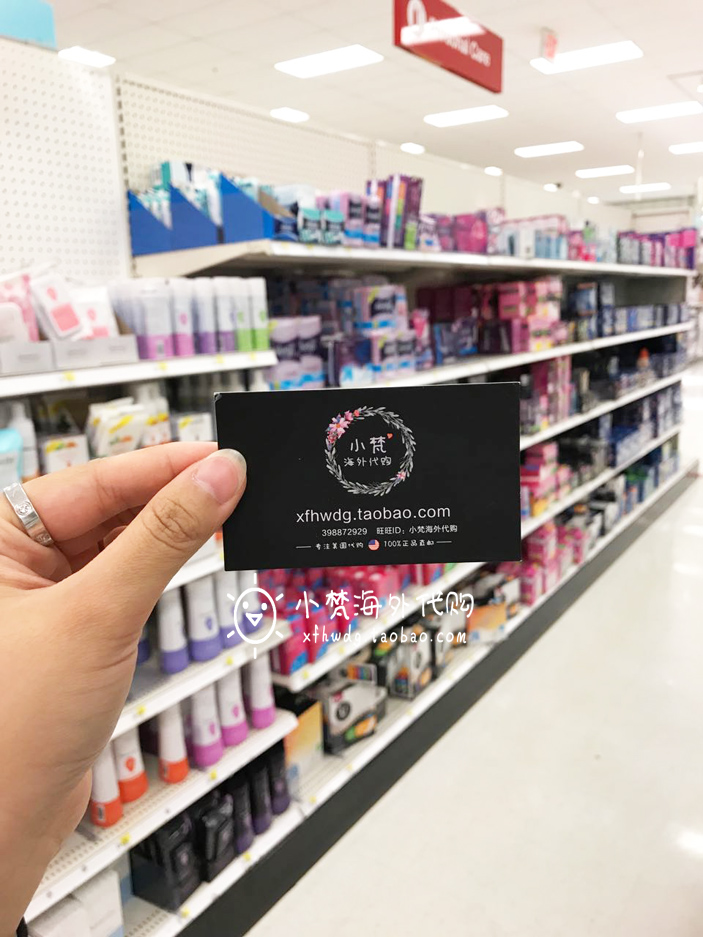 Personal Care
小梵
海外代购
xfhwdg.taobao.com
398872929 旺旺ID：小梵海外代购
专注美国代购 100%正品直邮
小梵海外代购
xfhwdg.taobao.com